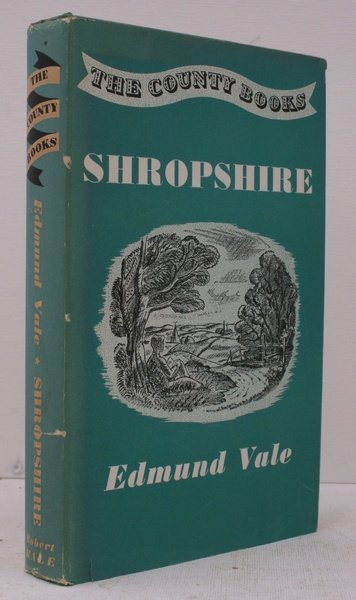 THE COUNTY BOOKS
SHROPSHIRE
Edmund Vale
THE
COUNTY
BOOKS
Edmund Vale * SHROPSHIRE
Robert
HALE